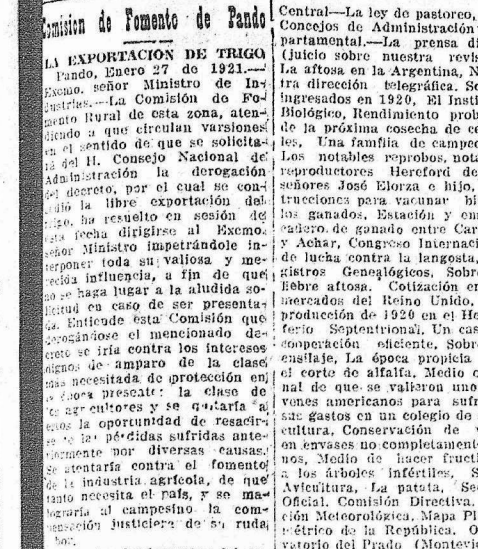 Comision de Fomento de Pando
LA EXPORTACIÓN DE TRIGO
Pando, Enero 27 de 1921.—
Excmo. señor Ministro de In-
dustrias.—La Comisión de Fo-
mento Rural de esta zona, aten-
diendo a que circulan varsiones
en el sentido de que se solicita-
rá del H. Consejo Nacional de
Administración la derogación
del decreto, por el cual se con-
cedió la libre exportación del
trigo, ha resuelto en sesión de
esta fecha dirigirse al Excmo.
señor Ministro impetrándole in-
terponer toda su valiosa y me-
recida influencia, a fin de que
no se haga lugar a la aludida so-
licitud en caso de ser presenta-
da. Entiende esta Comisión que
derogándose el mencionado de-
creto se iría contra los intereses
dignos de amparo de la clase
más necesitada de protección en
la época presente: la clase de
los agricultores y se quitaría a
estos la oportunidad de resarcir-
se de las pérdidas sufridas ante-
riormente por diversas causas.
Se atentaría contra el fomento
de la industria agrícola, de que
tanto necesita el país, y se ma-
lograría al campesino la com-
pensación justiciera de su ruda
bor.
Central—La ley de pastoreo,
Concejos de Administración
partamental.—La prensa di
(juicio sobre nuestra revis
La aftosa en la Argentina, N
tra dirección telegráfica. So
ingresados en 1920, El Insti
Biológico, Rendimiento prob
de la próxima cosecha de ce
les, Una familia de campeo
Los notables reprobos, nota
reproductores Hereford de
señores José Elorza e hijo,
trucciones para vacunar bi
los ganados, Estación y em
cadero de ganado entre Car
y Achar, Congreso Internaci
de lucha contra la langosta,
gistros Genealógicos, Sobr
fiebre aftosa. Cotización en
mercados del Reino Unido,
producción de 1920 en el He
ferio Septentrional. Un cas
cooperación eficiente, Sobr
ensilaje, La época propicia
el corte de alfalfa, Medio o
nal de que se valieron uno
venes americanos para sufr
sus gastos en un colegio de
cultura, Conservación de
en envases no completament
nos, Medio de hacer fructi
a los árboles infértiles, S
Avicultura, La patata, Se
Oficial. Comisión Directiva.
ción Meteorológica, Mapa Pl
métrico de la República. O
vatorio del Prado (Montevie